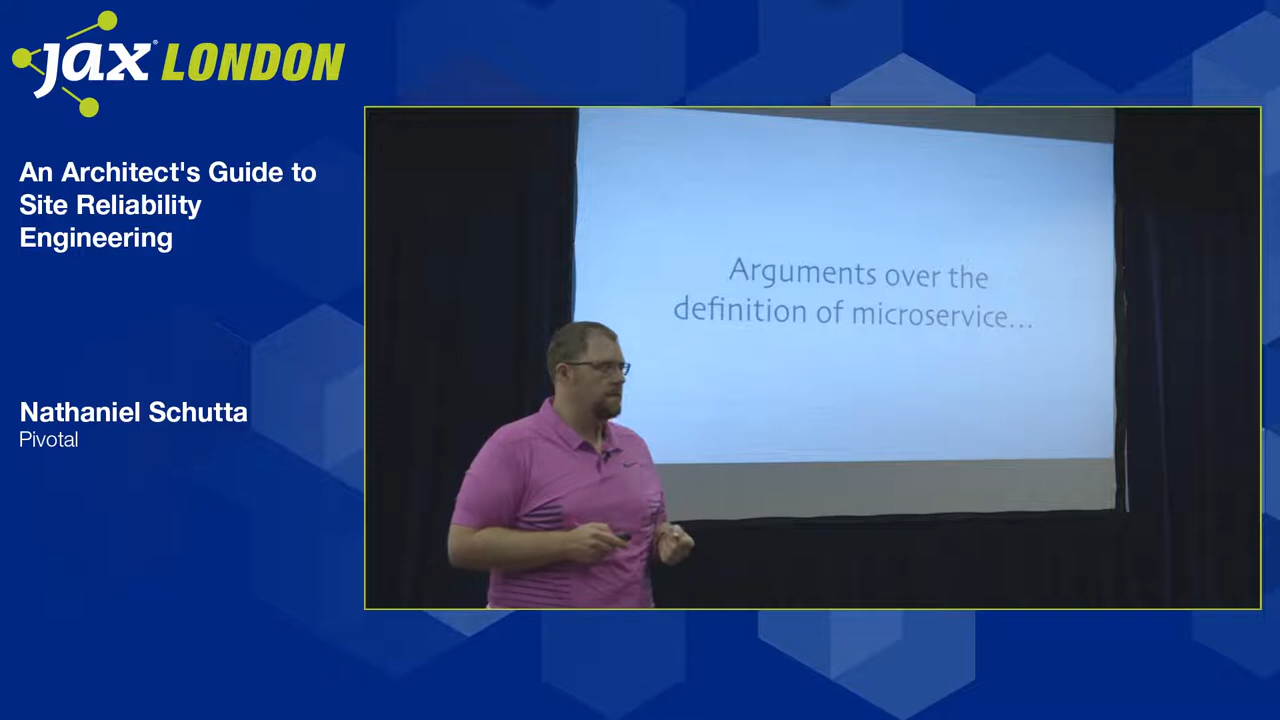 jax® LONDON
An Architect's Guide to
Site Reliability
Engineering
Nathaniel Schutta
Pivotal
Arguments over the
definition of microservice...